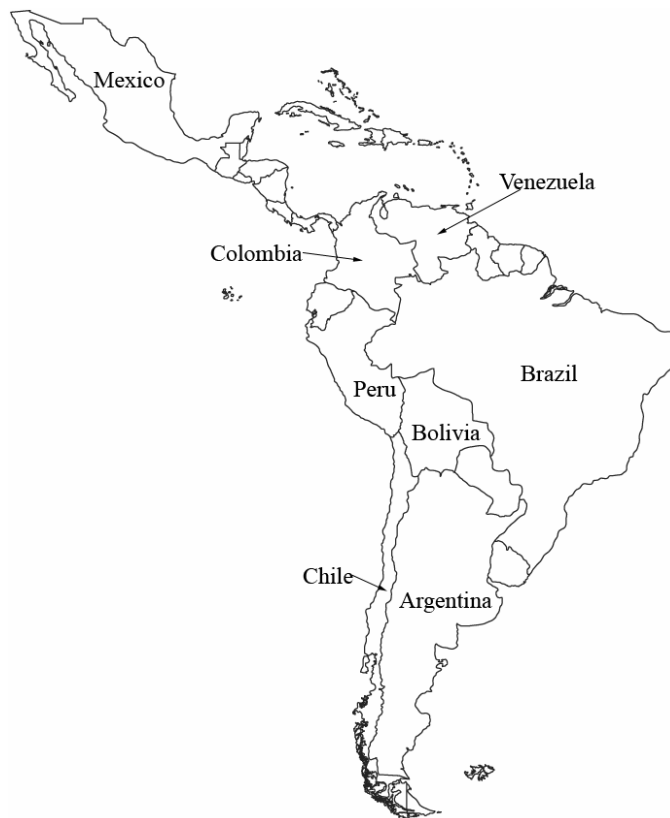 Mexico
Venezuela
Colombia
Brazil
Peru
Bolivia
Chile
Argentina